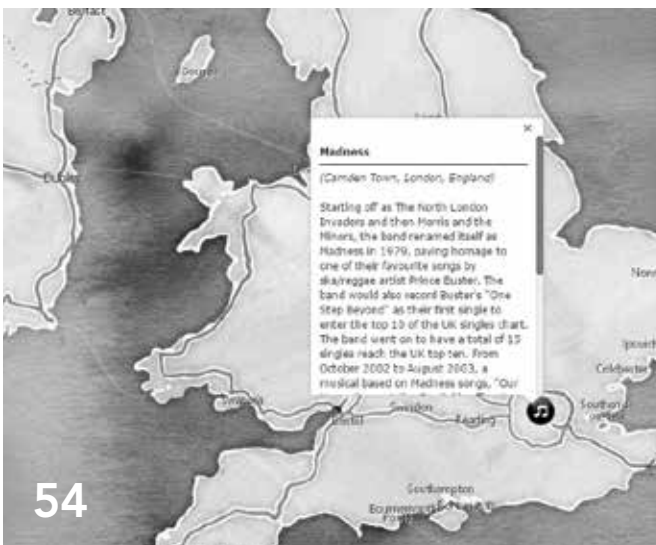 Belfast
Douglas
Dublin
×
Madness
(Camden Town, London, England)
Starting off as The North London
Invaders and then Morris and the
Minors, the band renamed itself as
Madness in 1979, paying homage to
one of their favourite songs by
ska/reggae artist Prince Buster. The
band would also record Buster's "One
Step Beyond" as their first single to
enter the top 10 of the UK singles chart.
The band went on to have a total of 15
singles reach the UK top ten. From
October 2002 to August 2003, a
musical based on Madness songs, "Our
Norw
Ipswich
Colchester
Southend
Swansea
Bristol
Swindon
Reading
Southampton
Bournemouth
54